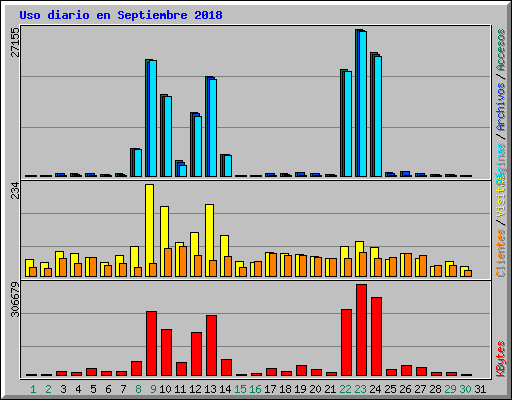 Uso diario en Septiembre 2018
27155
234
306679
Accesos
/ Archivos /
Páginas
Clientes / Visitas
KBytes
1 2 3 4 5 6 7 8 9 10 11 12 13 14 15 16 17 18 19 20 21 22 23 24 25 26 27 28 29 30 31